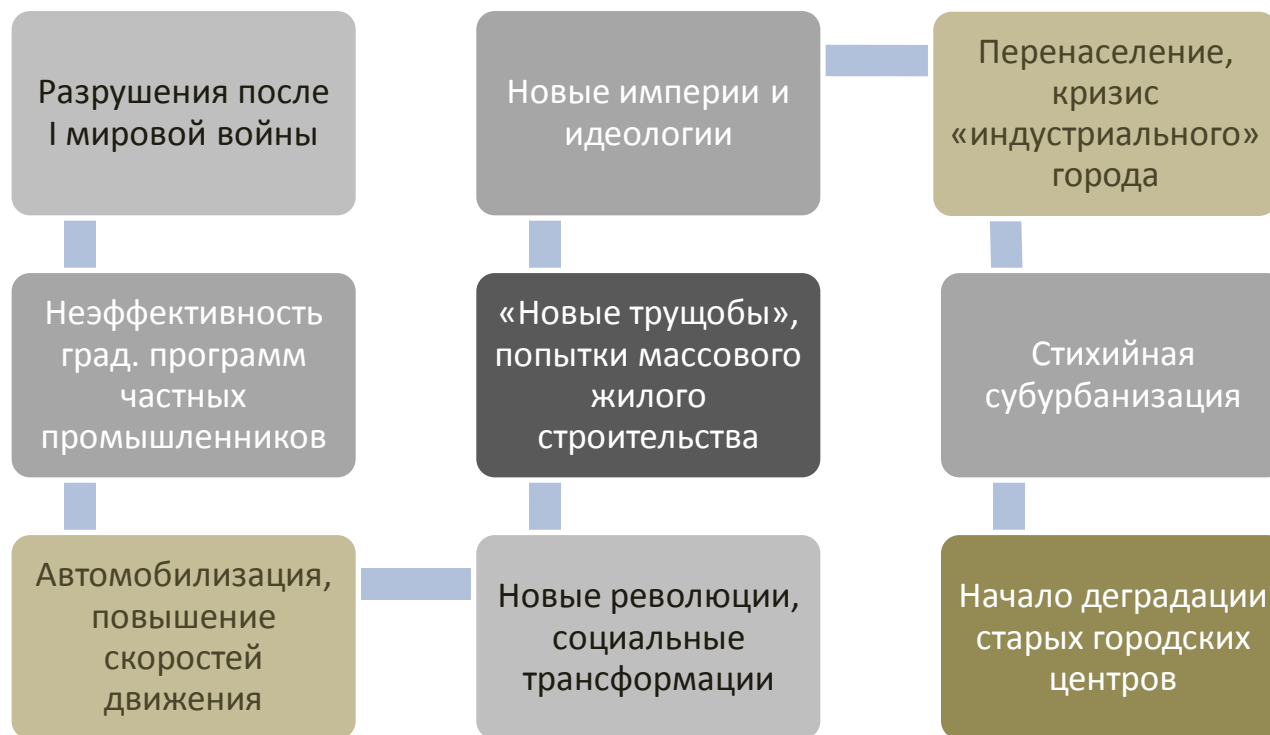 Разрушения после
I мировой войны
Неэффективность
град. программ
частных
промышленников
Автомобилизация,
повышение
скоростей
движения
Новые революции,
социальные
трансформации
«Новые трущобы»,
попытки массового
жилого
строительства
Новые империи и
идеологии
Перенаселение,
кризис
«индустриального»
города
Стихийная
субурбанизация
Начало деградации
старых городских
центров